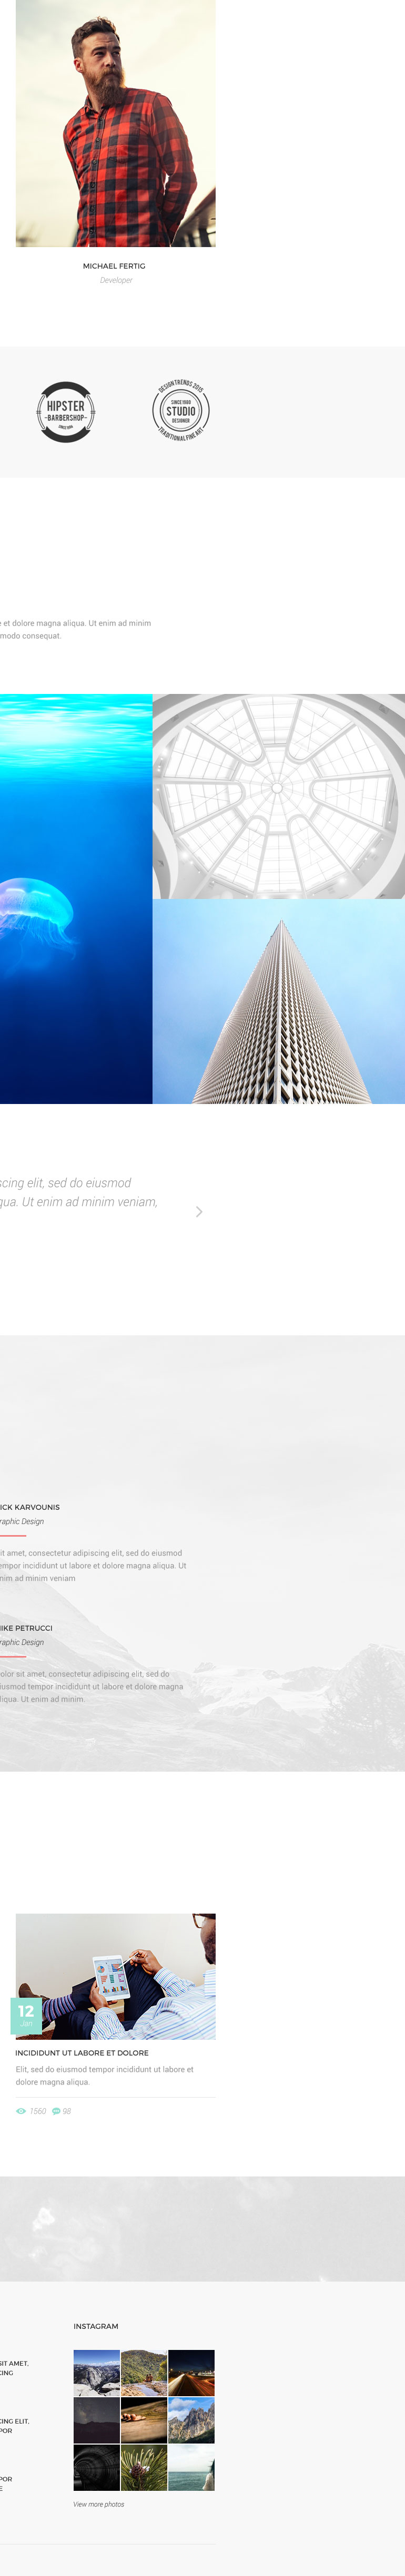 MICHAEL FERTIG
Developer
HIPSTER
BARBERSHOP
SINCE 1956
DESIGN TRENDS 2015
SINCE 1980
STUDIO
DESIGNER
TRADITIONAL FINE ART
et dolore magna aliqua. Ut enim ad minim
modo consequat.
scing elit, sed do eiusmod
qua. Ut enim ad minim veniam,
ICK KARVOUNIS
raphic Design
it amet, consectetur adipiscing elit, sed do eiusmod
empor incididunt ut labore et dolore magna aliqua. Ut
nim ad minim veniam
IKE PETRUCCI
raphic Design
olor sit amet, consectetur adipiscing elit, sed do
iusmod tempor incididunt ut labore et dolore magna
liqua. Ut enim ad minim.
12
Jan
INCIDIDUNT UT LABORE ET DOLORE
Elit, sed do eiusmod tempor incididunt ut labore et
dolore magna aliqua.
1560 98
INSTAGRAM
SIT AMET,
CING
CING ELIT,
POR
POR
E
View more photos